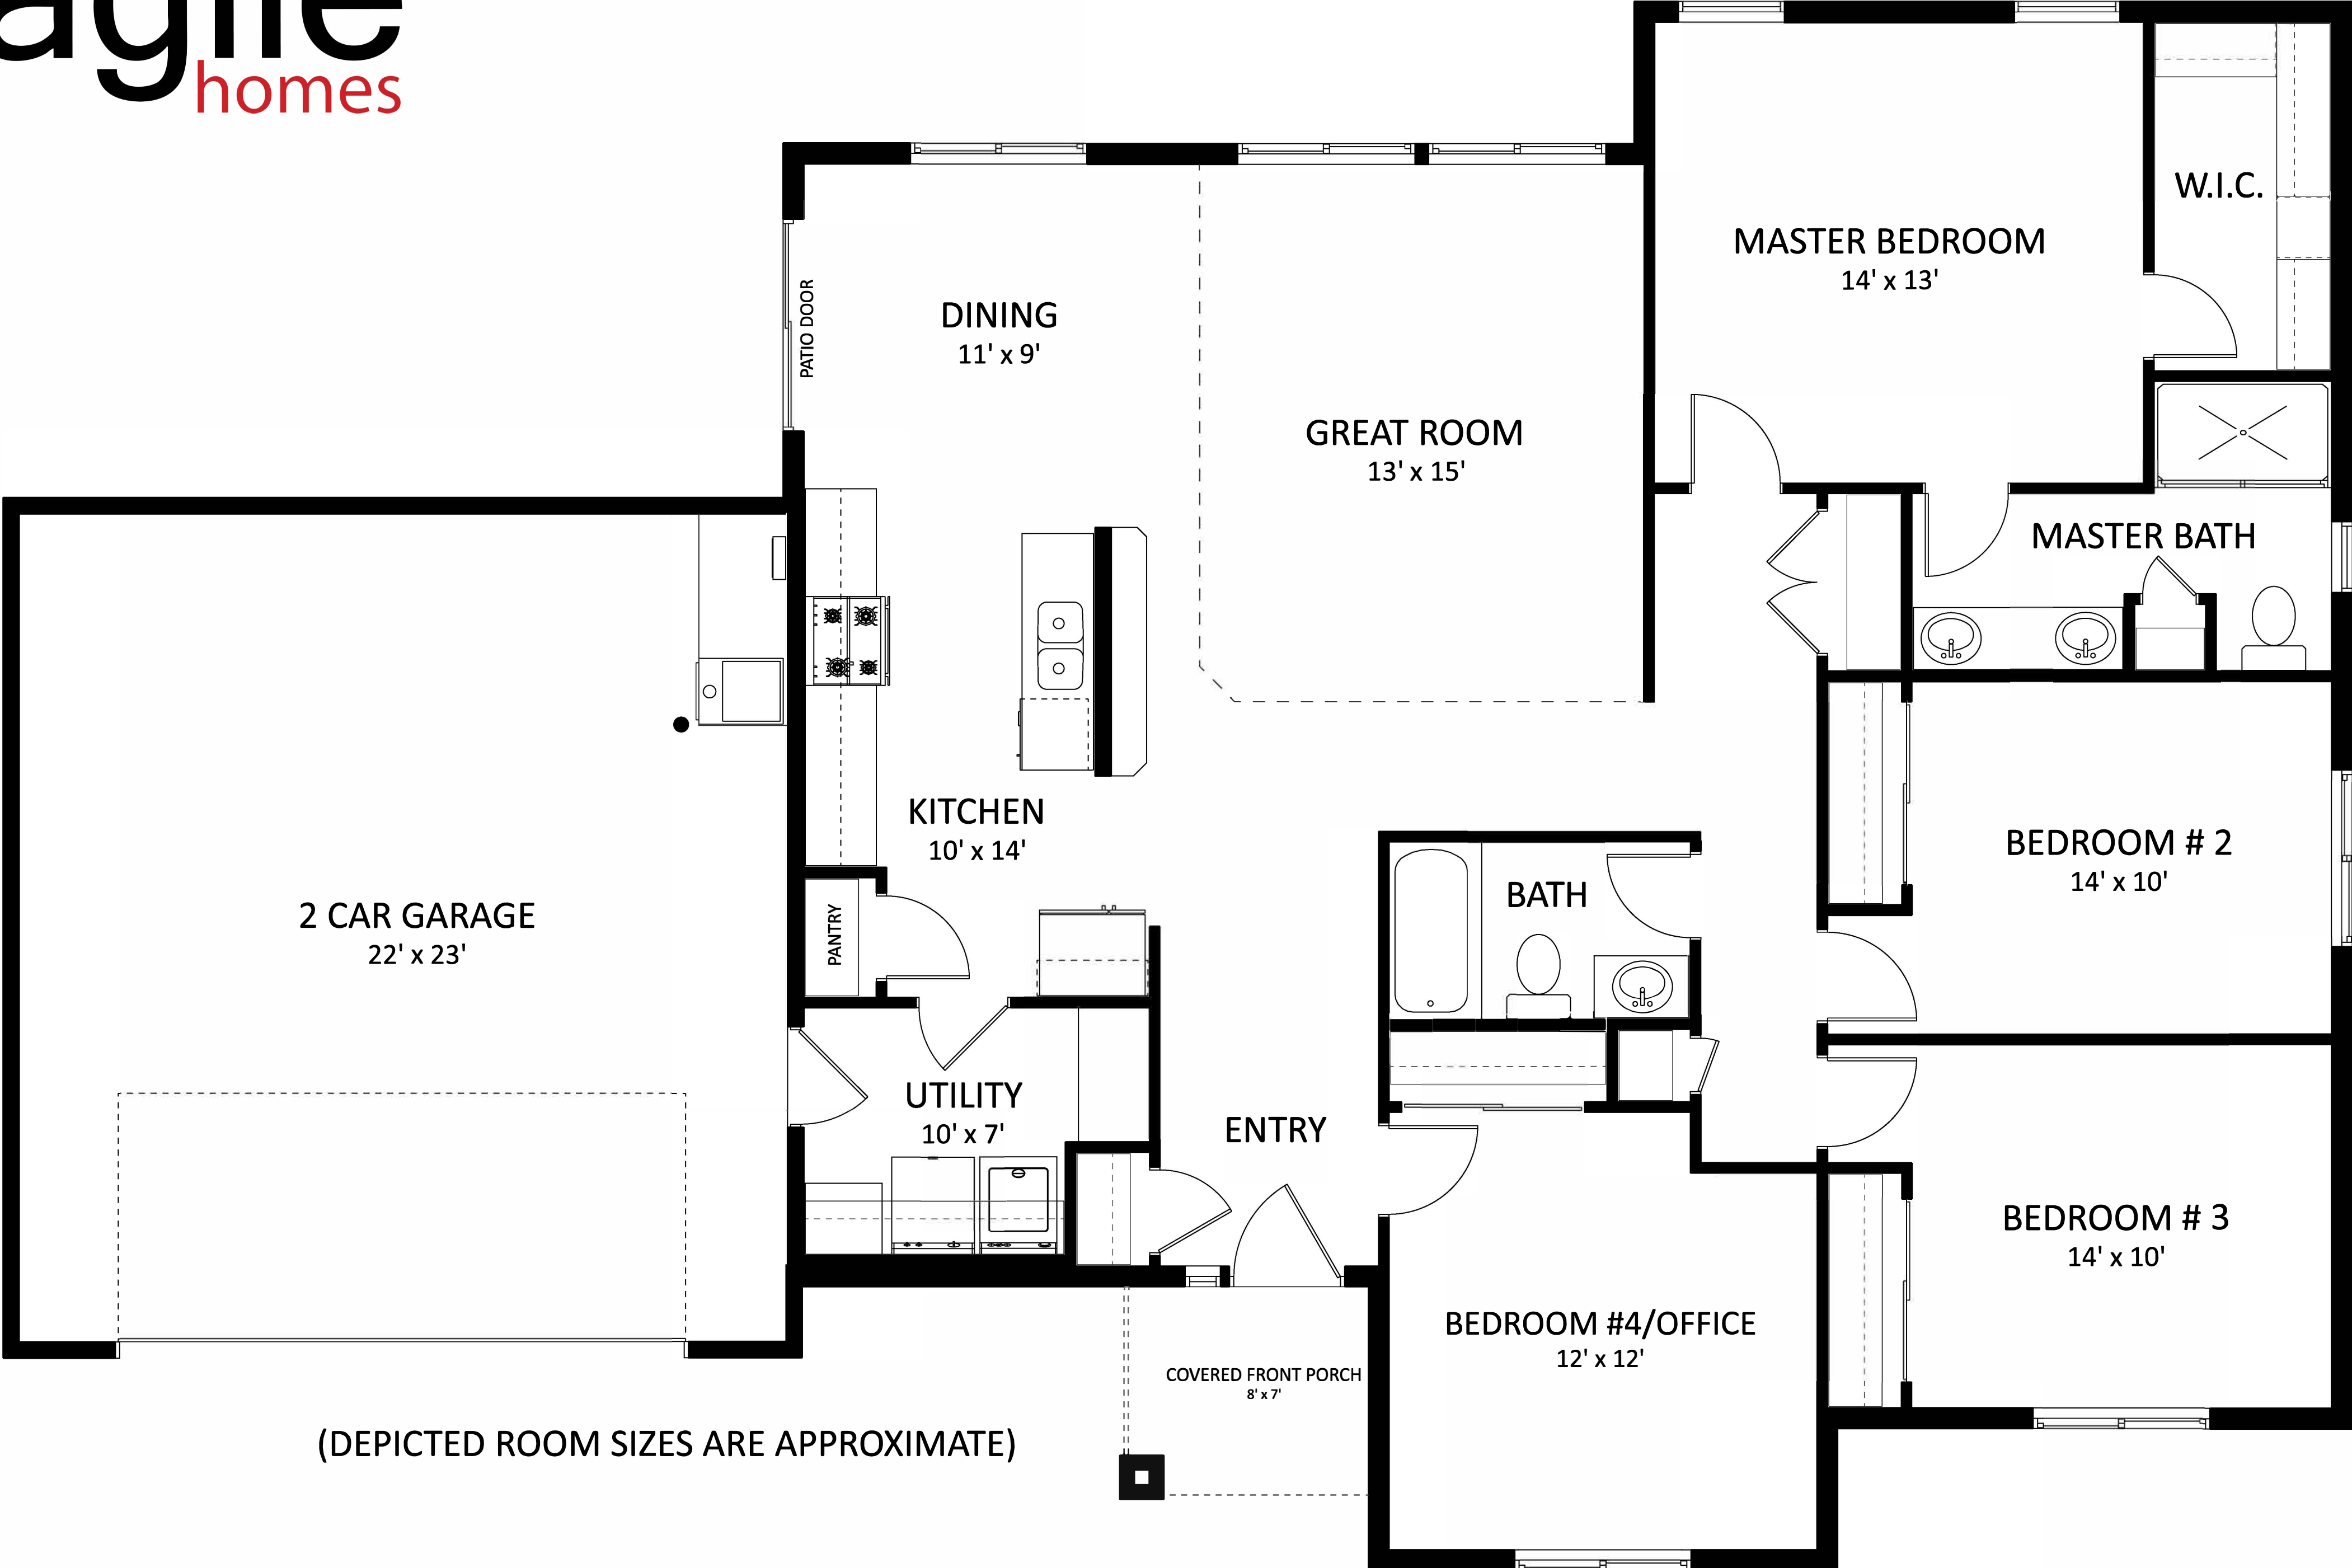 agile
homes
W.I.C.
MASTER BEDROOM
14' x 13'
PATIO DOOR
DINING
11' x 9'
GREAT ROOM
13' x 15'
MASTER BATH
KITCHEN
10' x 14'
BEDROOM # 2
14' x 10'
BATH
2 CAR GARAGE
22' x 23'
PANTRY
UTILITY
10' x 7'
ENTRY
BEDROOM # 3
14' x 10'
BEDROOM #4/OFFICE
12' x 12'
COVERED FRONT PORCH
8' x 7'
(DEPICTED ROOM SIZES ARE APPROXIMATE)